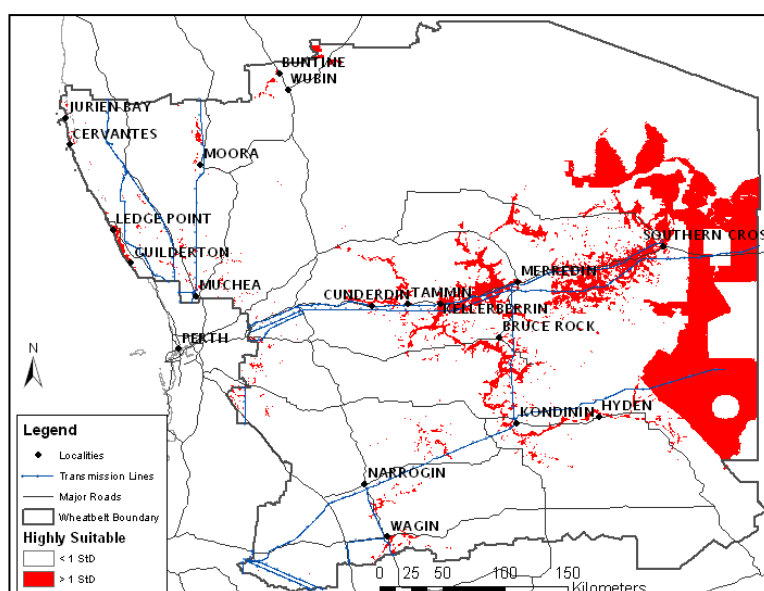 BUNTINE
WUBIN
JURIEN BAY
CERVANTES
MOORA
LEDGE POINT
SOUTHERN CROS
GUILDERTON
MERREDIN
MUCHEA
CUNDERDIN
TAMMIN
KELLERBERRIN
BRUCE ROCK
PERTH
N
HYDEN
KONDININ
Legend
Localities
Transmission Lines
Major Roads
Wheatbelt Boundary
Highly Suitable
< 1 StD
> 1 StD
NARROGIN
WAGIN
0 25 50 100 150
Kilometers